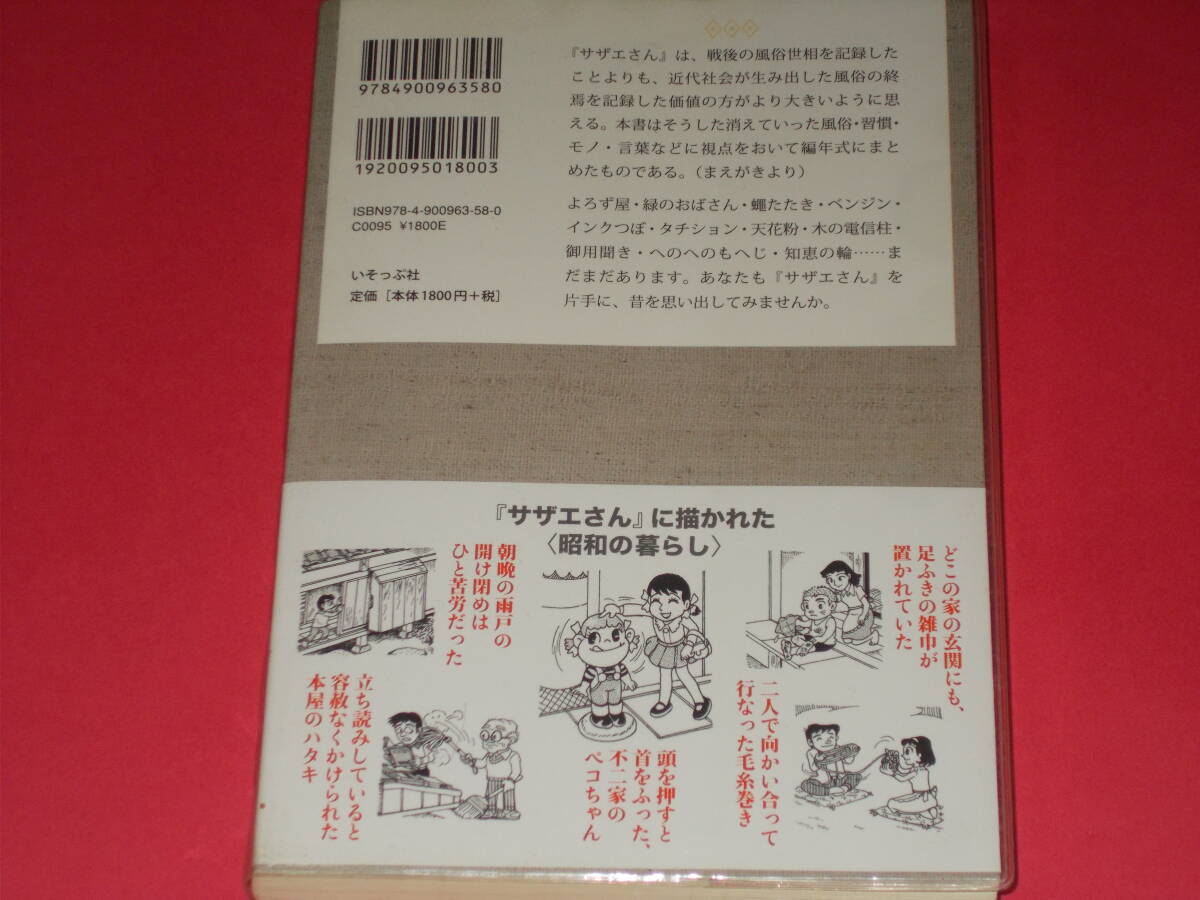 9784900963580
1920095018003
ISBN978-4-900963-58-0
C0095 ¥1800E
いそっぷ社
定価[本体1800円+税]
『サザエさん』は、戦後の風俗世相を記録した
ことよりも、近代社会が生み出した風俗の終
焉を記録した価値の方がより大きいように思
える。本書はそうした消えていった風俗・習慣・
モノ・言葉などに視点をおいて編年式にまと
めたものである。(まえがきより)
よろず屋・緑のおばさん・蠅たたき・ベンジン・
インクつぼ・タチション・天花粉・木の電信柱・
御用聞き・へのへのもへじ・知恵の輪……ま
だまだあります。あなたも『サザエさん』を
片手に、昔を思い出してみませんか。
『サザエさん』に描かれた
〈昭和の暮らし〉
どこの家の玄関にも、
足ふきの雑巾が
置かれていた
朝晩の雨戸の
開け閉めは
ひと苦労だった
二人で向かい合って
行なった毛糸巻き
頭を押すと
首をふった、
不二家の
ペコちゃん
立ち読みしていると
容赦なくかけられた
本屋のハタキ